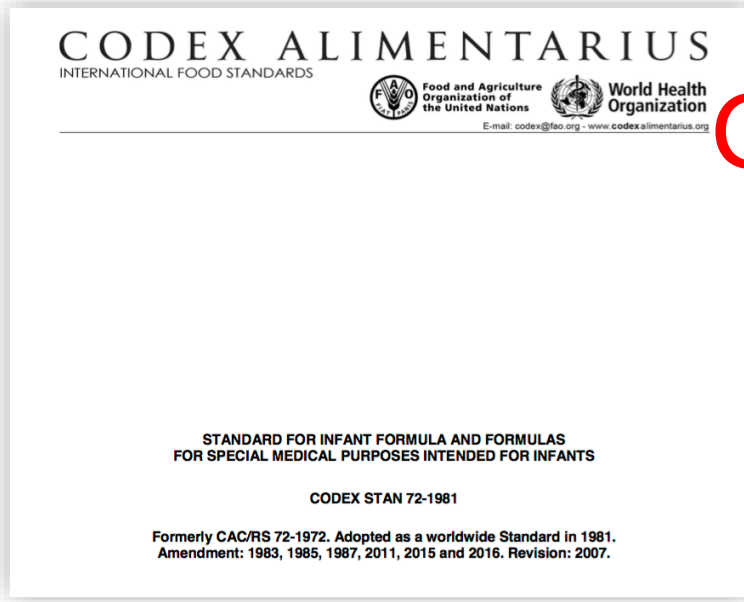 CODEX ALIMENTARIUS
INTERNATIONAL FOOD STANDARDS
Food and Agriculture
Organization of
the United Nations
World Health
Organization
E-mail: codex@fao.org - www.codexalimentarius.org
STANDARD FOR INFANT FORMULA AND FORMULAS
FOR SPECIAL MEDICAL PURPOSES INTENDED FOR INFANTS
CODEX STAN 72-1981
Formerly CAC/RS 72-1972. Adopted as a worldwide Standard in 1981.
Amendment: 1983, 1985, 1987, 2011, 2015 and 2016. Revision: 2007.